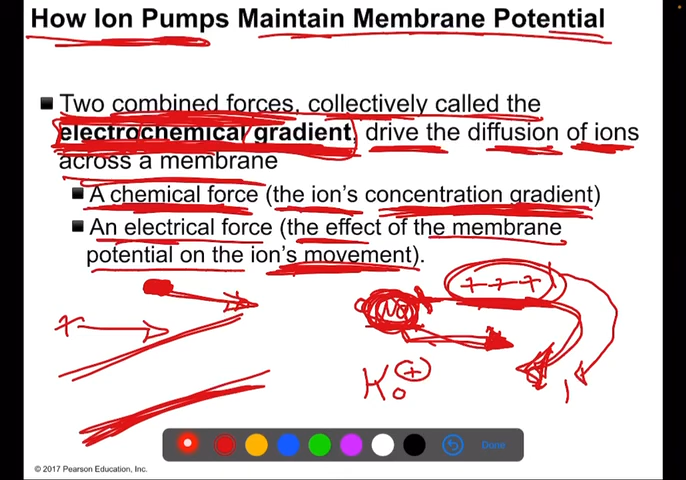 How Ion Pumps Maintain Membrane Potential
■ Two combined forces, collectively called the
electrochemical gradient, drive the diffusion of ions
across a membrane
■ A chemical force (the ion's concentration gradient)
■ An electrical force (the effect of the membrane
potential on the ion's movement).
+ + +
+
Na
K +
Done
© 2017 Pearson Education, Inc.